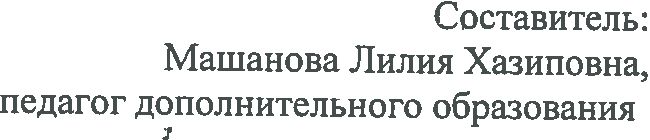 Составитель:
Машанова Лилия Хазиповна,
педагог дополнительного образования